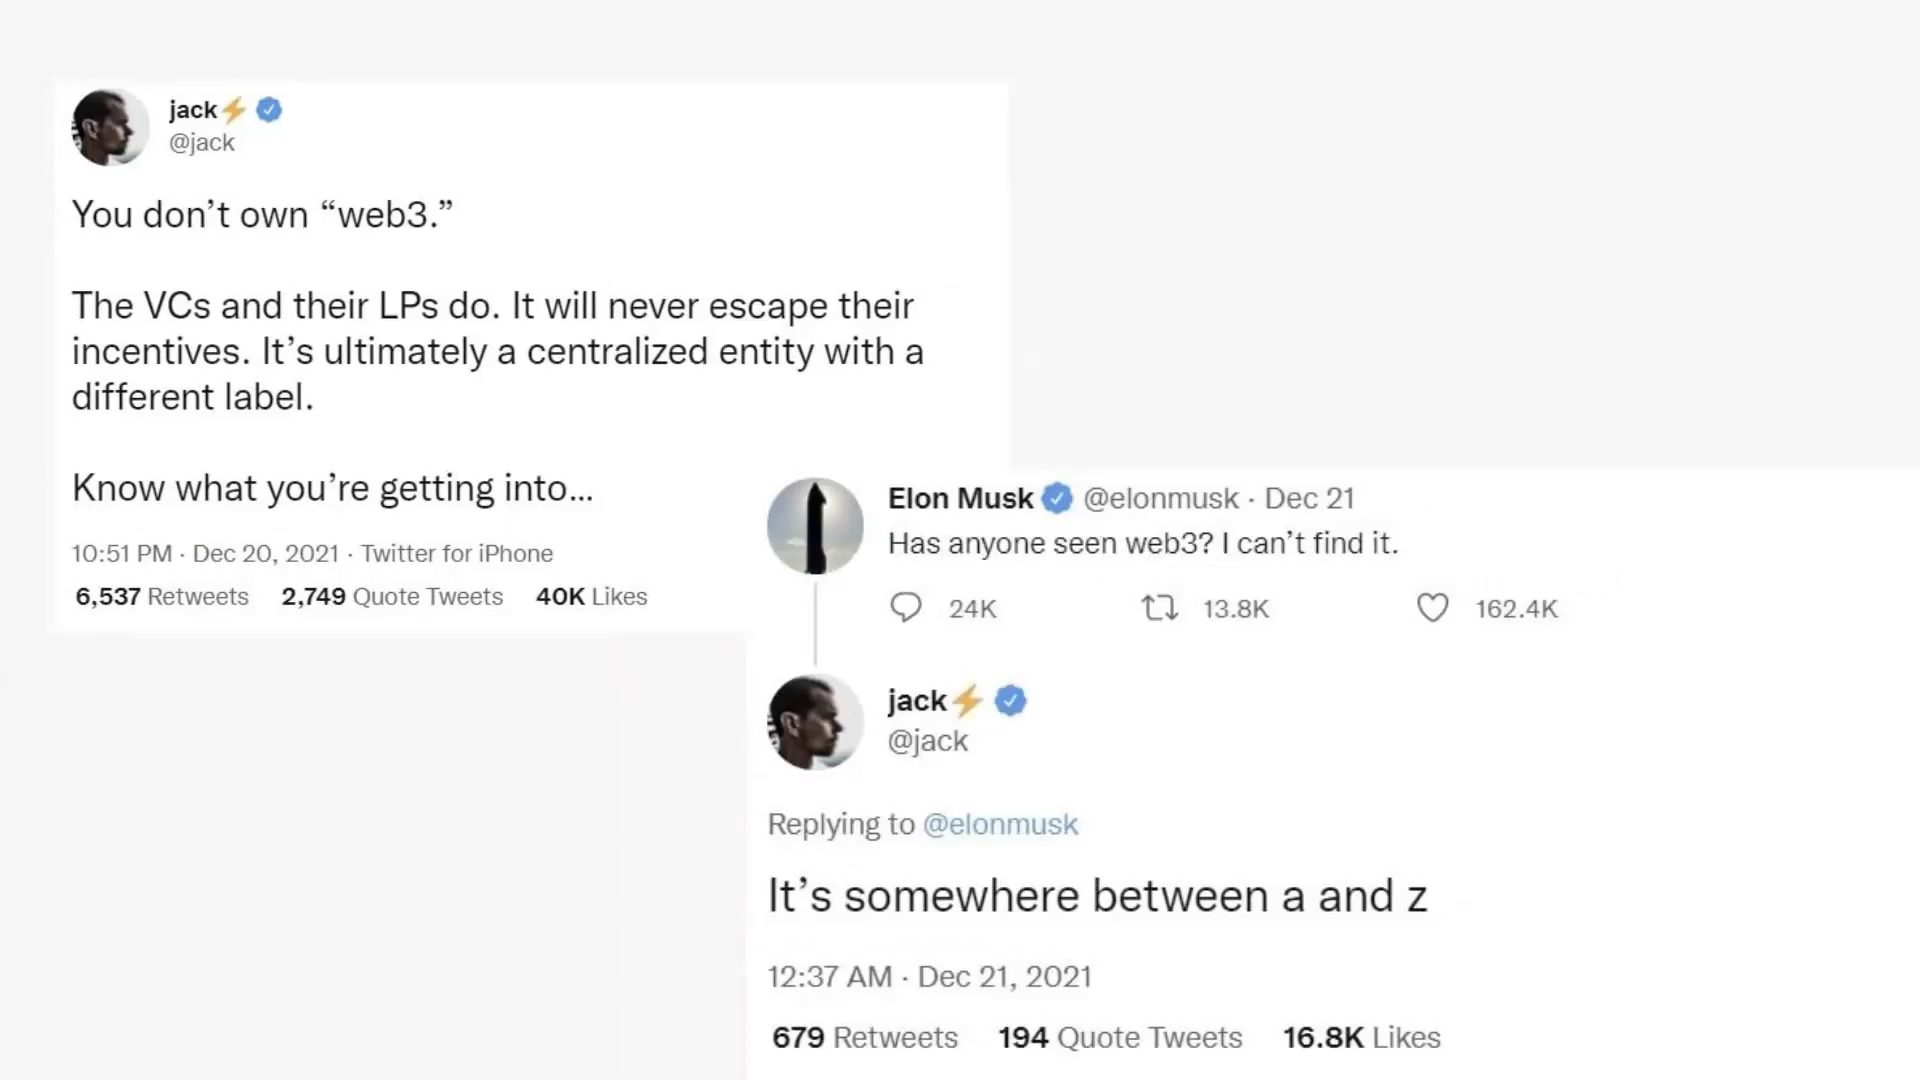 jack⚡
@jack
You don’t own “web3.”
The VCs and their LPs do. It will never escape their
incentives. It’s ultimately a centralized entity with a
different label.
Know what you’re getting into...
10:51 PM · Dec 20, 2021 · Twitter for iPhone
6,537 Retweets 2,749 Quote Tweets 40K Likes
Elon Musk @elonmusk · Dec 21
Has anyone seen web3? I can’t find it.
24K 13.8K 162.4K
jack⚡
@jack
Replying to @elonmusk
It’s somewhere between a and z
12:37 AM · Dec 21, 2021
679 Retweets 194 Quote Tweets 16.8K Likes